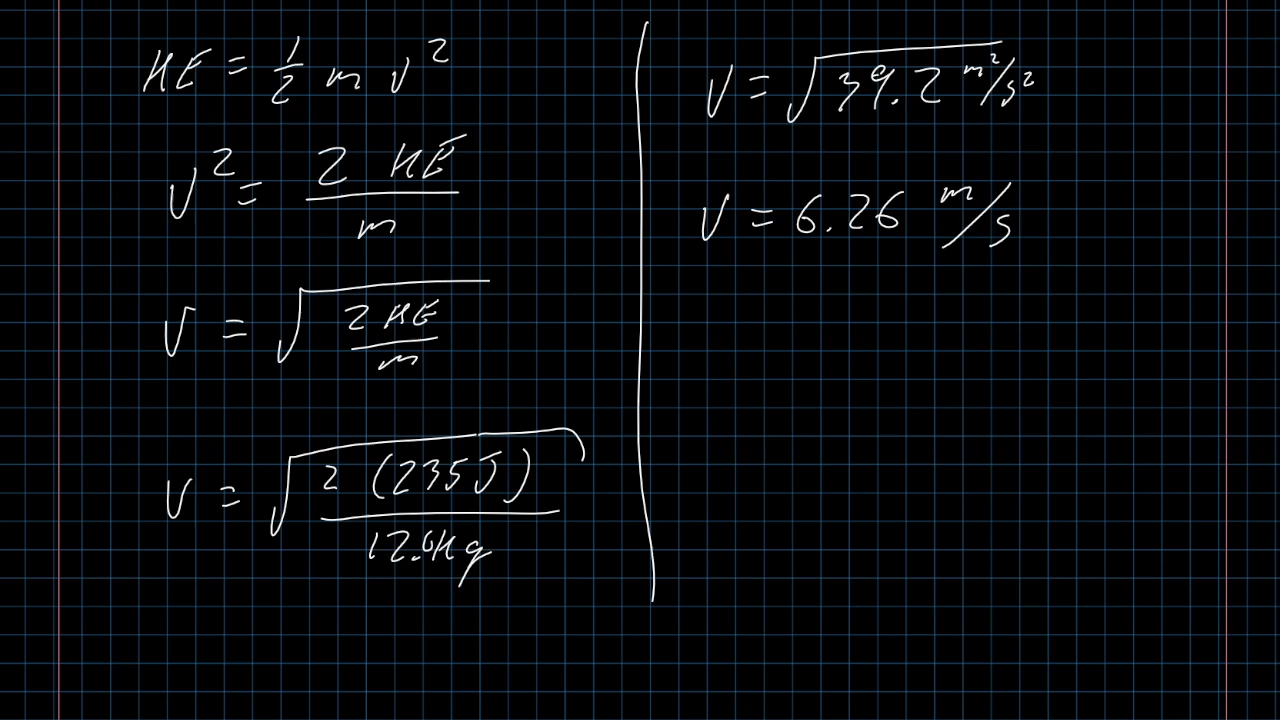 KE = 1/2 m v²
v² = 2 KE / m
v = √(2 KE / m)
v = √(2 (235 J) / 12.0 kg)
v = √(39.2 m²/s²)
v = 6.26 m/s